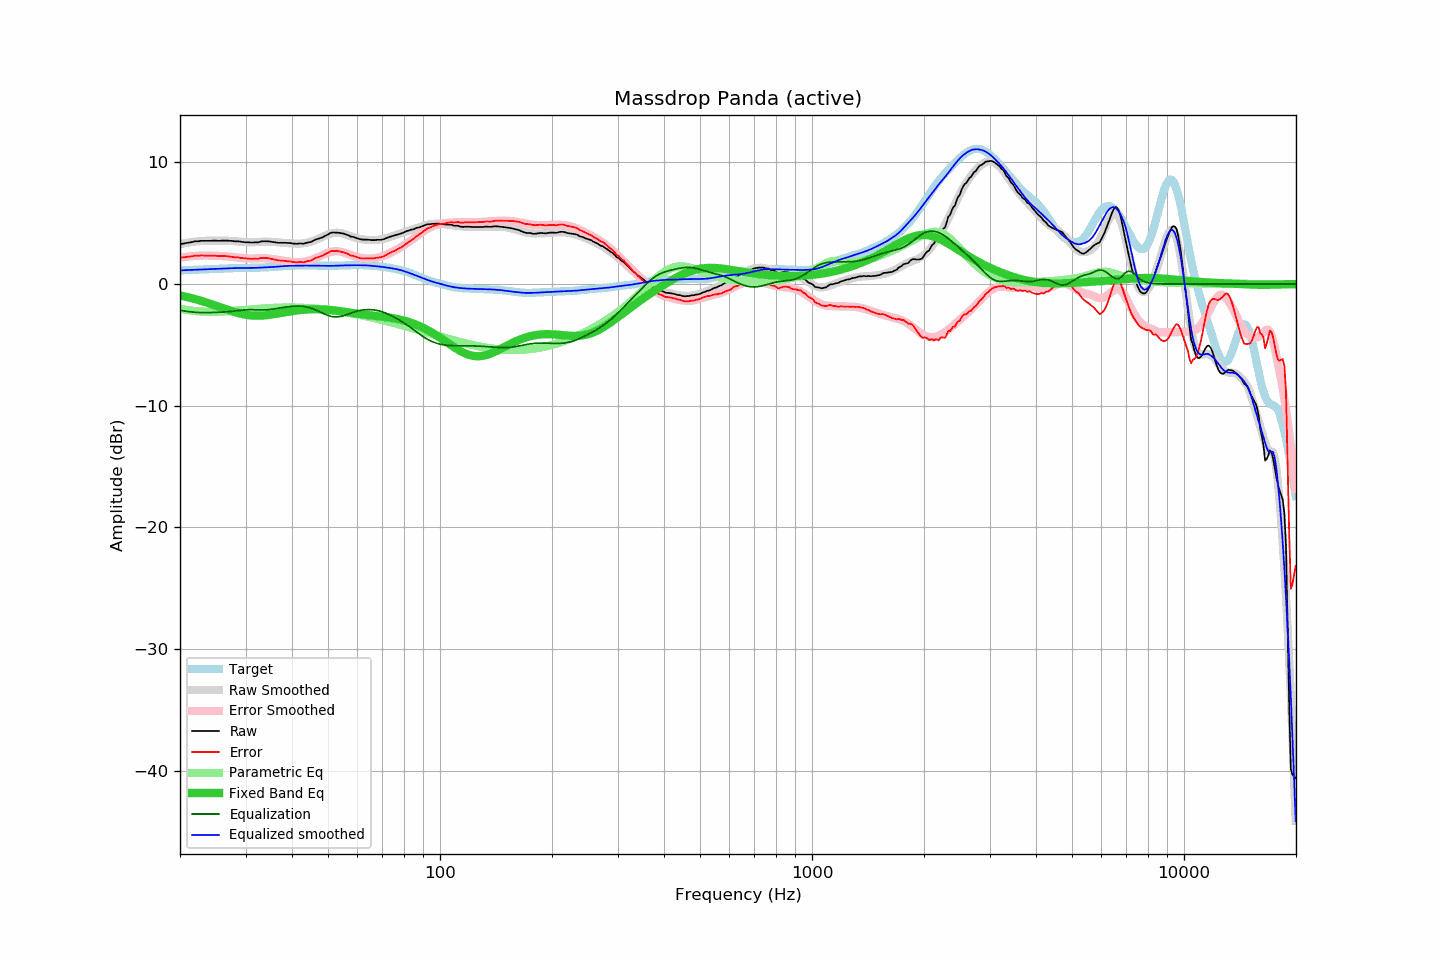 Massdrop Panda (active)
Amplitude (dBr)
10
0
−10
−20
−30
−40
Target
Raw Smoothed
Error Smoothed
Raw
Error
Parametric Eq
Fixed Band Eq
Equalization
Equalized smoothed
100
1000
10000
Frequency (Hz)